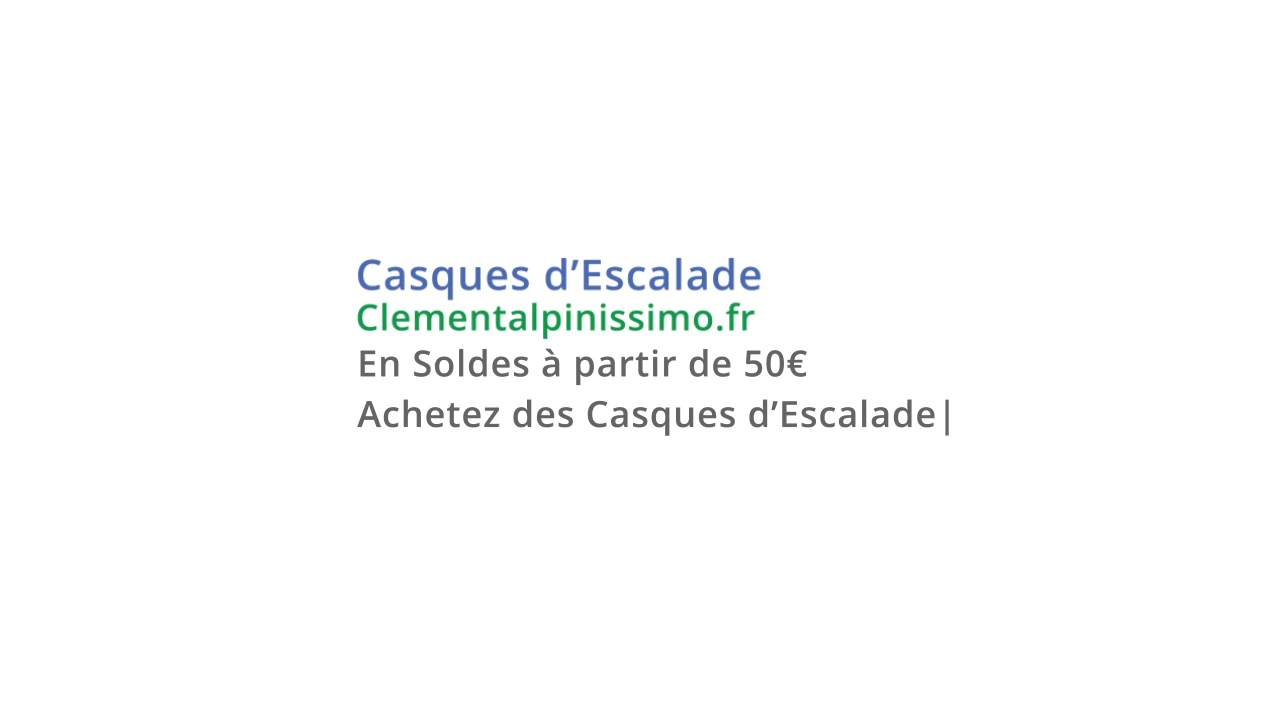 Casques d’Escalade
Clementalpinissimo.fr
En Soldes à partir de 50€
Achetez des Casques d’Escalade|